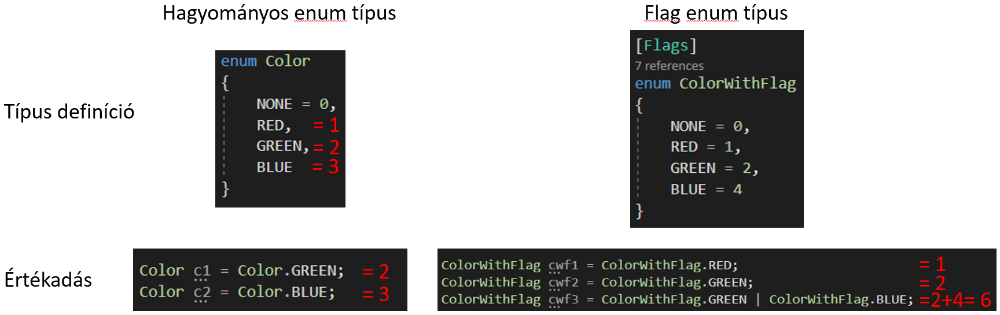 Hagyományos enum típus
Flag enum típus
Típus definíció
enum Color
{
NONE = 0,
RED, = 1
GREEN, = 2
BLUE = 3
}
[Flags]
7 references
enum ColorWithFlag
{
NONE = 0,
RED = 1,
GREEN = 2,
BLUE = 4
}
Értékadás
Color c1 = Color.GREEN; = 2
Color c2 = Color.BLUE; = 3
ColorWithFlag cwf1 = ColorWithFlag.RED; = 1
ColorWithFlag cwf2 = ColorWithFlag.GREEN; = 2
ColorWithFlag cwf3 = ColorWithFlag.GREEN | ColorWithFlag.BLUE; =2+4= 6